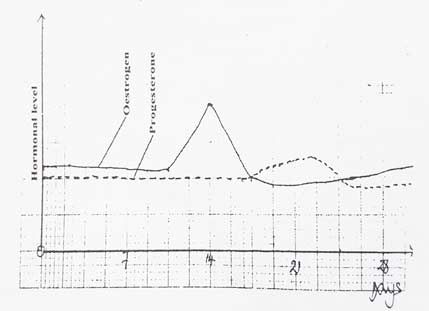 Hormonal level
Oestrogen
Progesterone
0
7
14
21
28
Days